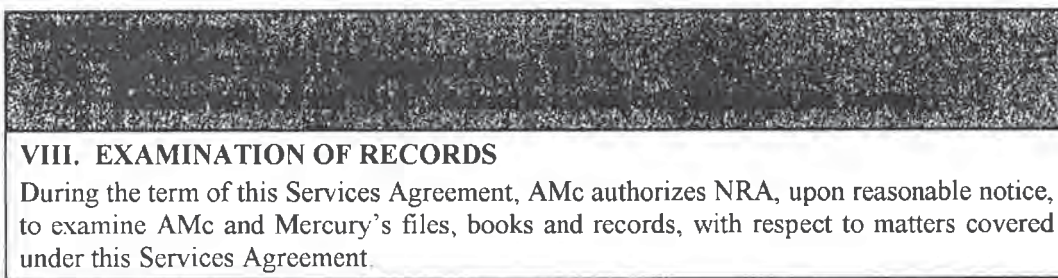 VIII. EXAMINATION OF RECORDS
During the term of this Services Agreement, AMc authorizes NRA, upon reasonable notice,
to examine AMc and Mercury's files, books and records, with respect to matters covered
under this Services Agreement.